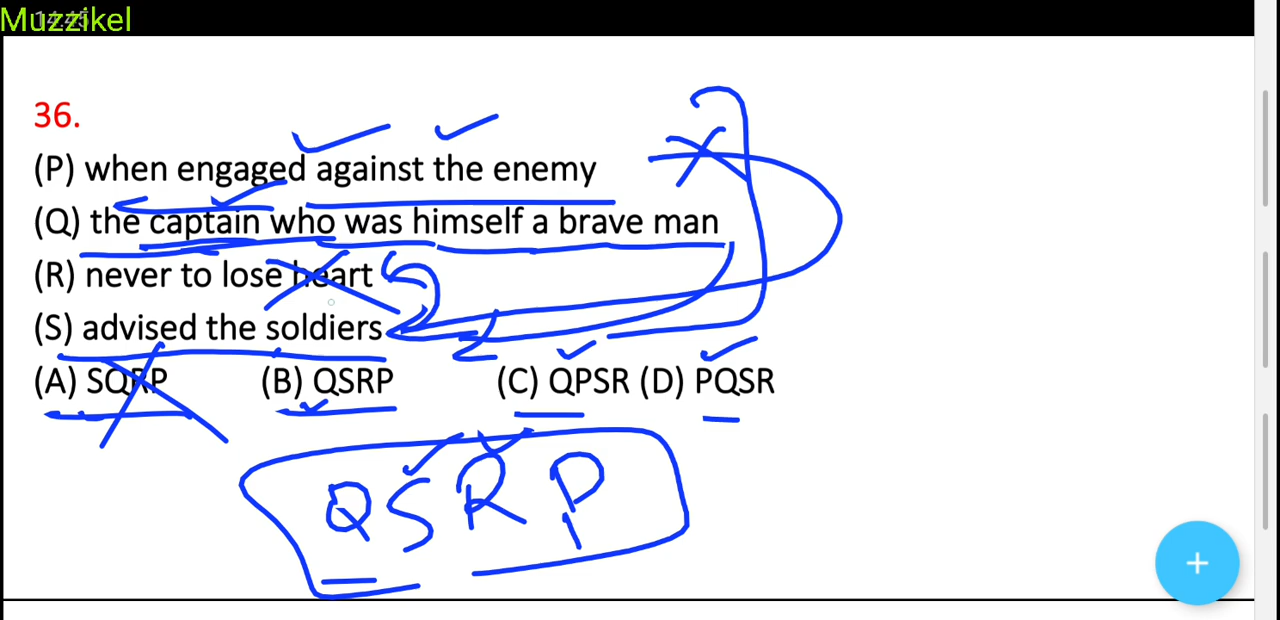 Muzzikel
36.
(P) when engaged against the enemy
(Q) the captain who was himself a brave man
(R) never to lose heart
(S) advised the soldiers
(A) SQRP (B) QSRP (C) QPSR (D) PQSR
QSRP
+